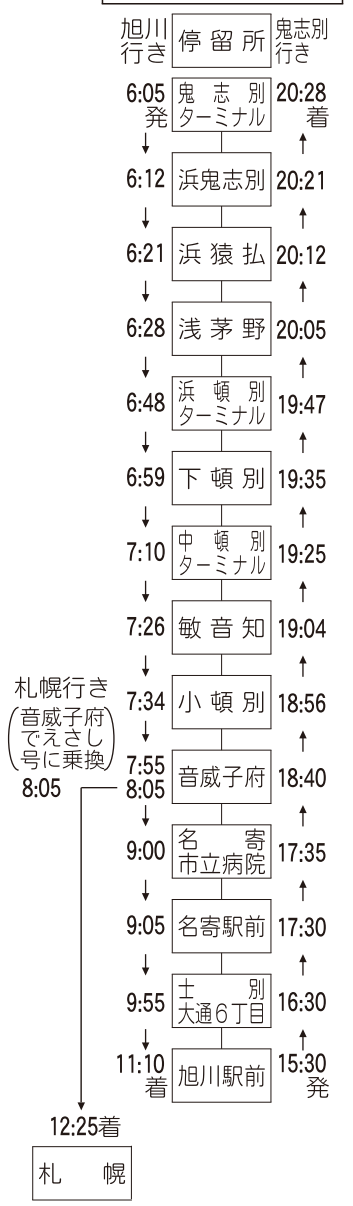 旭川行き 停留所 鬼志別行き
6:05発 鬼志別ターミナル 20:28着
↓ ↑
6:12 浜鬼志別 20:21
↓ ↑
6:21 浜猿払 20:12
↓ ↑
6:28 浅茅野 20:05
↓ ↑
6:48 浜頓別ターミナル 19:47
↓ ↑
6:59 下頓別 19:35
↓ ↑
7:10 中頓別ターミナル 19:25
↓ ↑
7:26 敏音知 19:04
↓ ↑
7:34 小頓別 18:56
↓ ↑
札幌行き
(音威子府
でえさし
号に乗換)
8:05
7:55
8:05 音威子府 18:40
↓ ↑
9:00 名寄市立病院 17:35
↓ ↑
9:05 名寄駅前 17:30
↓ ↑
9:55 士別大通6丁目 16:30
↓ ↑
11:10着 旭川駅前 15:30発
12:25着
札幌